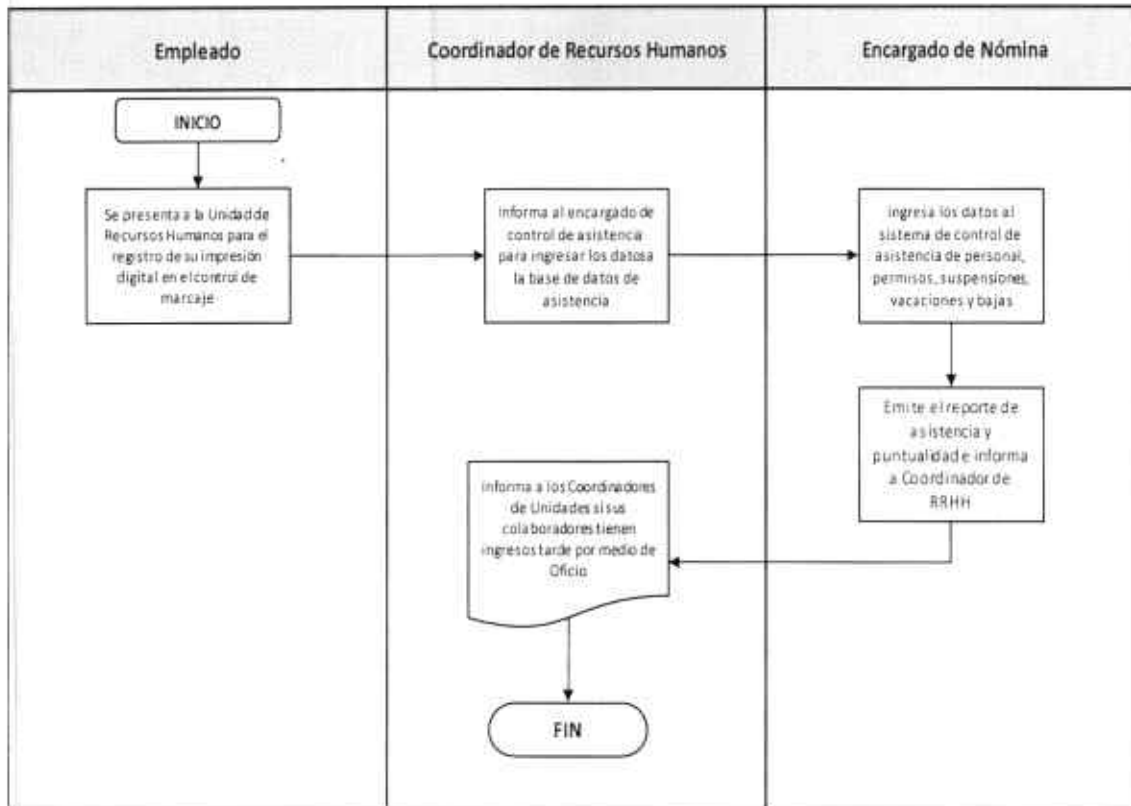 Empleado
Coordinador de Recursos Humanos
Encargado de Nómina
INICIO
Se presenta a la Unidad de
Recursos Humanos para el
registro de su impresión
digital en el control de
marcaje
Informa al encargado de
control de asistencia
para ingresar los datos a
la base de datos de
asistencia
Ingresa los datos al
sistema de control de
asistencia de personal,
permisos, suspensiones,
vacaciones y bajas
Emite el reporte de
asistencia y
puntualidad e informa
a Coordinador de
RRHH
Informa a los Coordinadores
de Unidades si sus
colaboradores tienen
ingresos tarde por medio de
Oficio
FIN